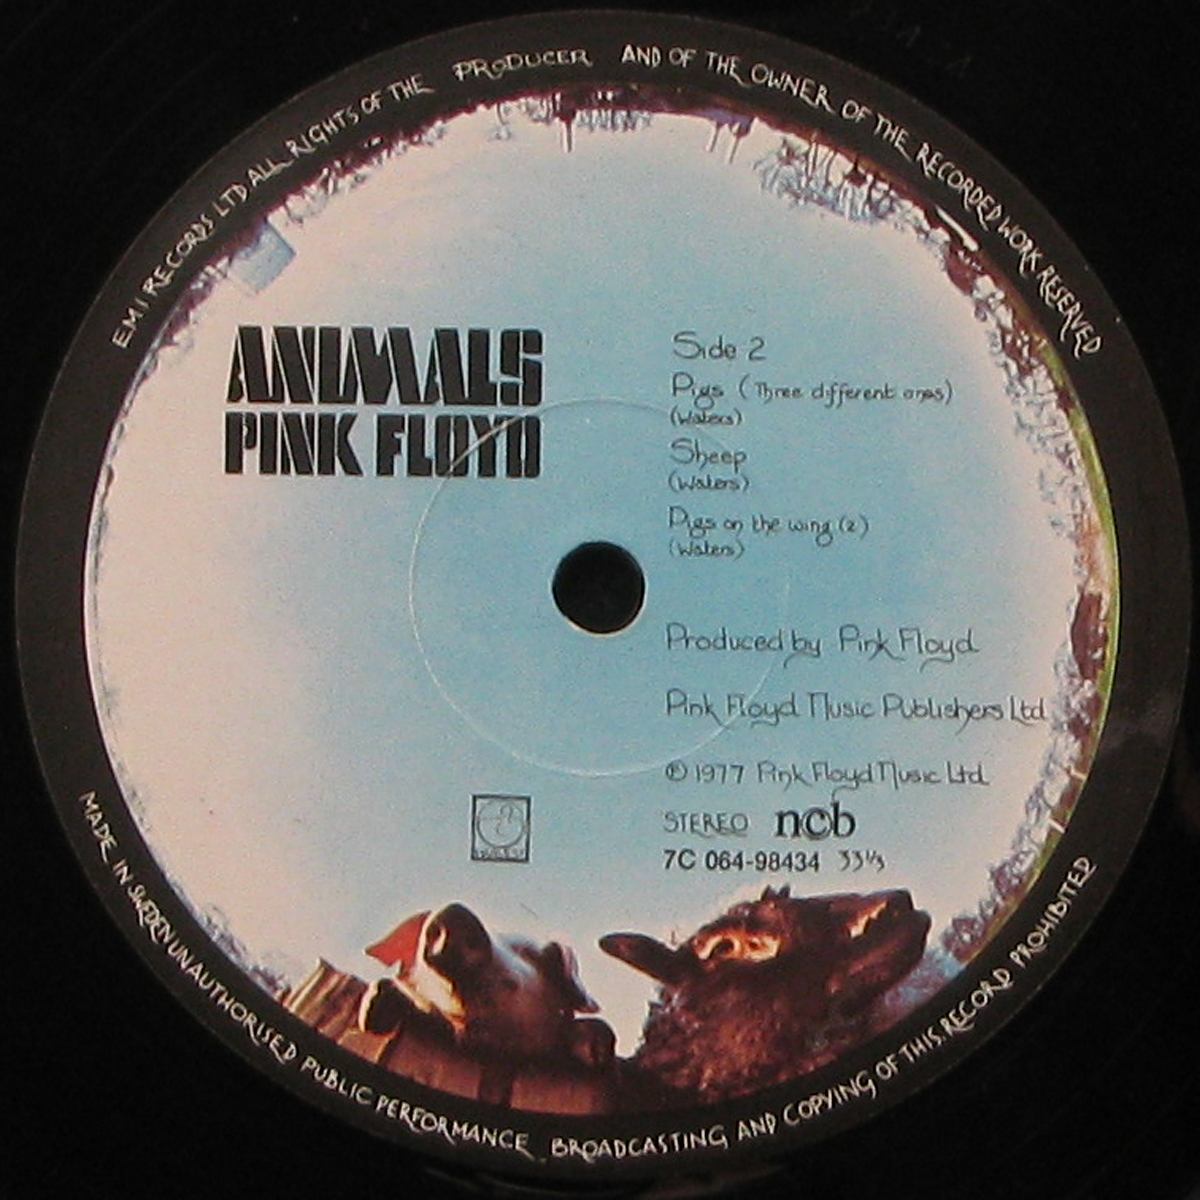 EMI RECORDS LTD ALL RIGHTS OF THE PRODUCER AND OF THE OWNER OF THE RECORDED WORK RESERVED
ANIMALS
PINK FLOYD
Side 2
Pigs (Three different ones)
(Waters)
Sheep
(Waters)
Pigs on the wing (2)
(Waters)
Produced by Pink Floyd
Pink Floyd Music Publishers Ltd
℗ 1977 Pink Floyd Music Ltd
STEREO ncb
7C 064-98434 33⅓
MADE IN SWEDEN UNAUTHORISED PUBLIC PERFORMANCE BROADCASTING AND COPYING OF THIS RECORD PROHIBITED